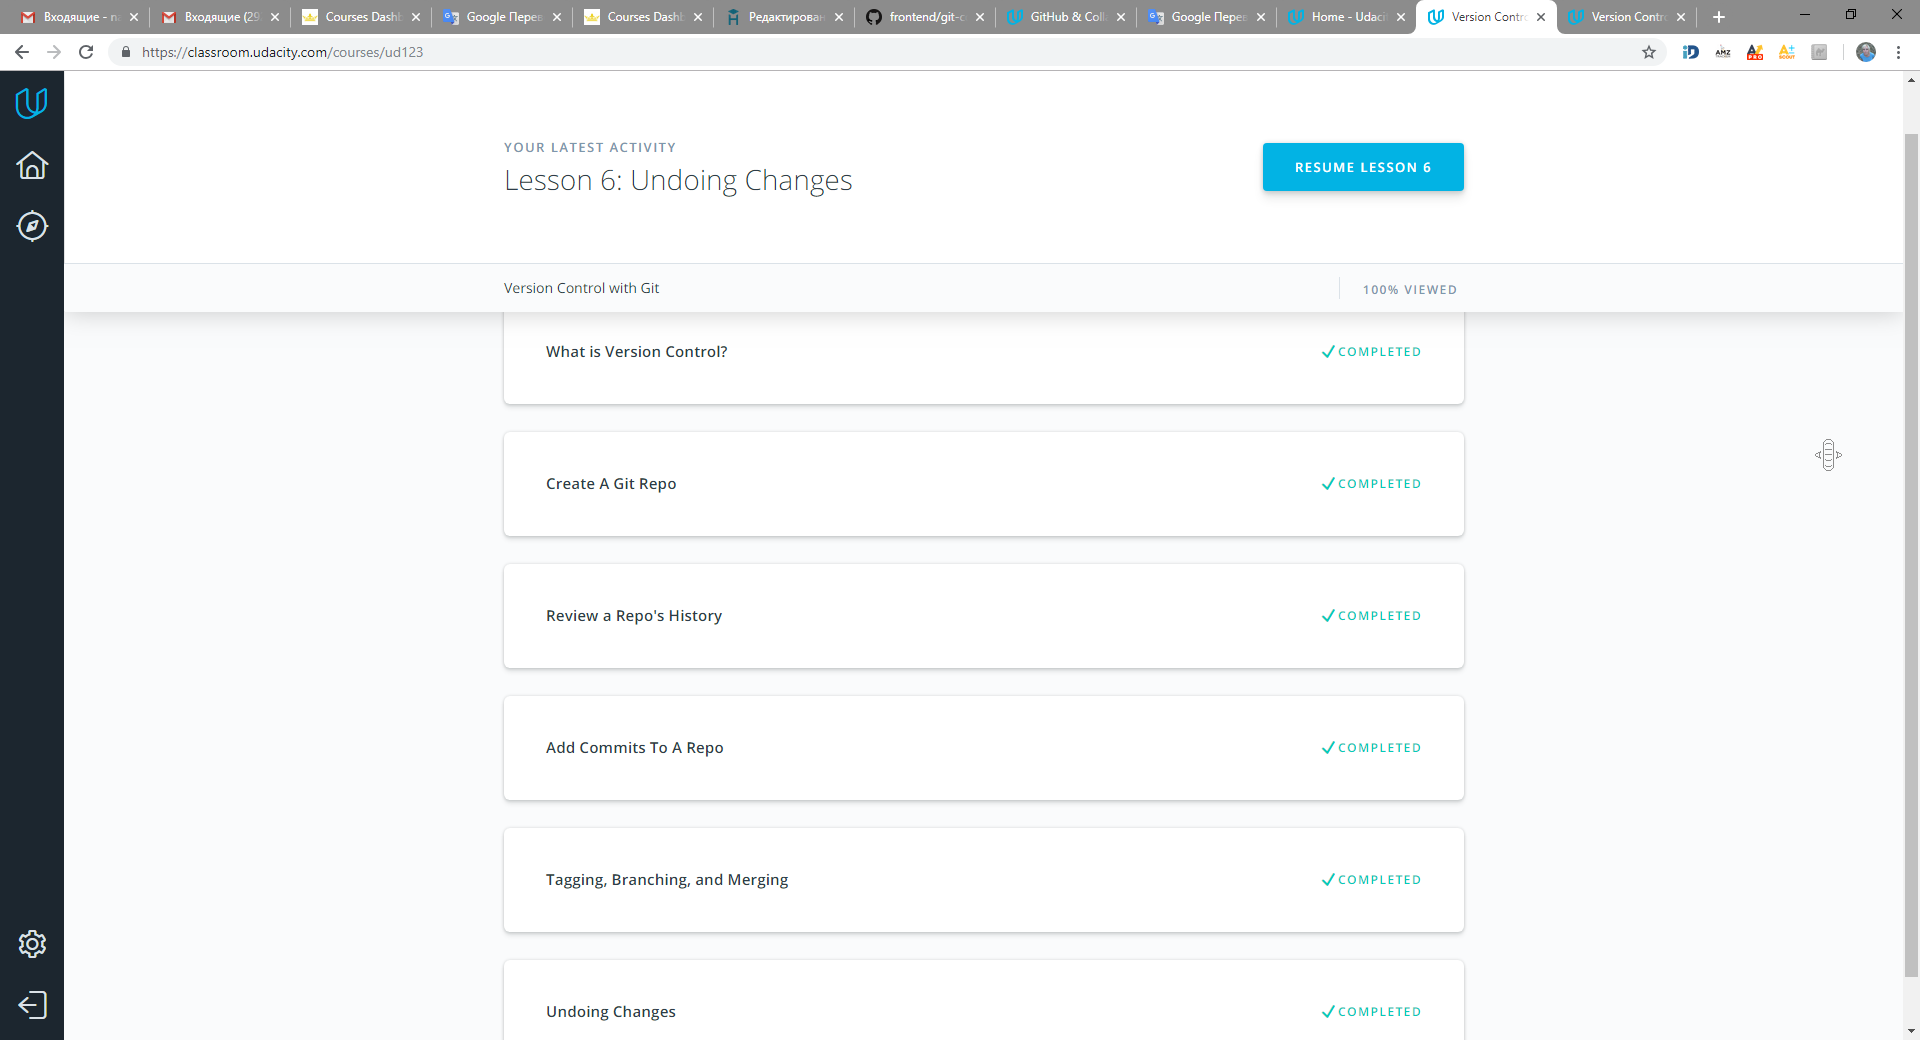 Входящие - n
Входящие (29
Courses Dash
Google Перев
Courses Dash
Редактирован
frontend/git-c
GitHub & Coll
Google Перев
Home - Udaci
Version Contr
Version Contr
https://classroom.udacity.com/courses/ud123
YOUR LATEST ACTIVITY
Lesson 6: Undoing Changes
RESUME LESSON 6
Version Control with Git
100% VIEWED
What is Version Control?
COMPLETED
Create A Git Repo
COMPLETED
Review a Repo's History
COMPLETED
Add Commits To A Repo
COMPLETED
Tagging, Branching, and Merging
COMPLETED
Undoing Changes
COMPLETED